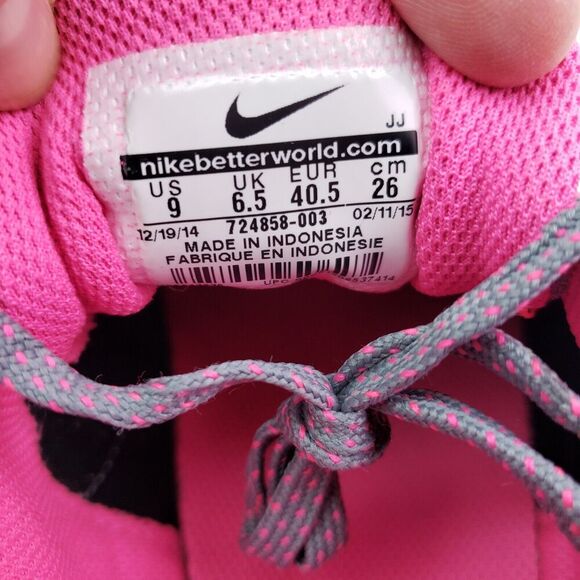 JJ
nikebetterworld.com
US UK EUR cm
9 6.5 40.5 26
12/19/14 724858-003 02/11/15
MADE IN INDONESIA
FABRIQUE EN INDONESIE
UPC